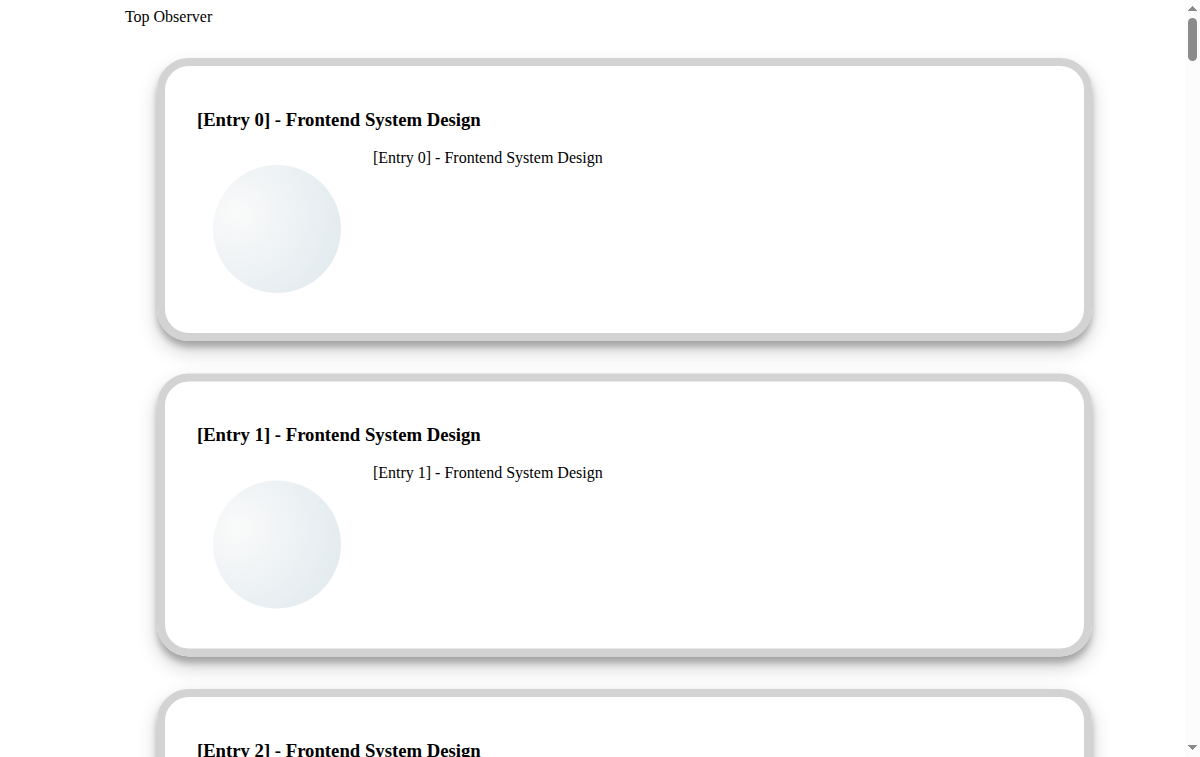 Top Observer
[Entry 0] - Frontend System Design
[Entry 0] - Frontend System Design
[Entry 1] - Frontend System Design
[Entry 1] - Frontend System Design
[Entry 2] - Frontend System Design